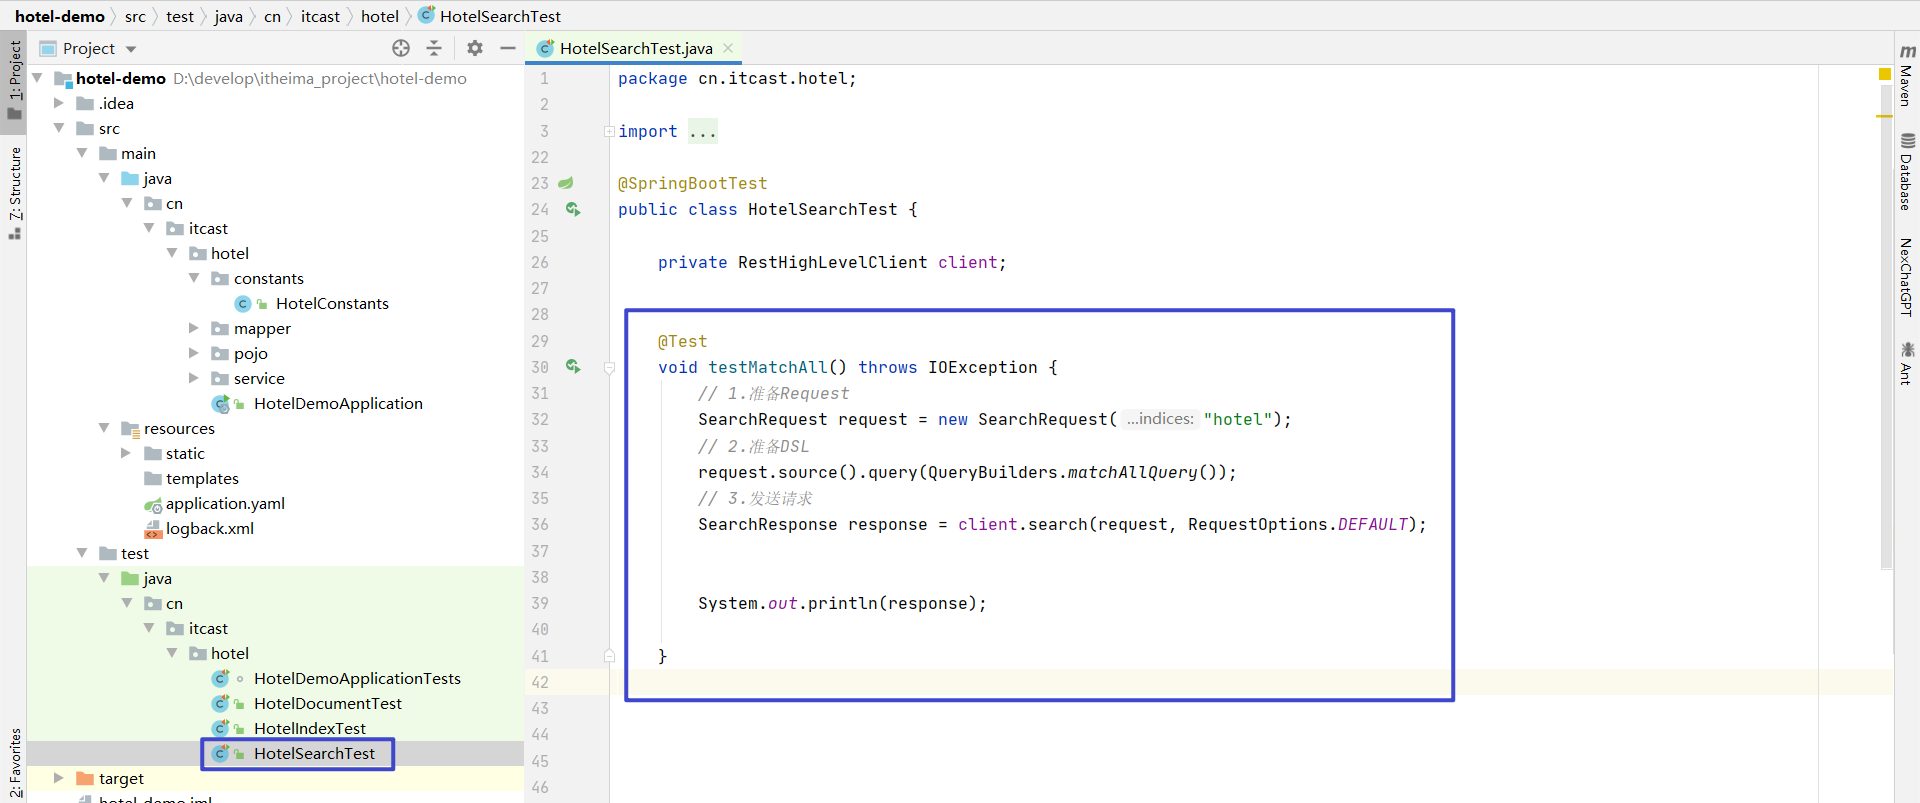 hotel-demo src test java cn itcast hotel HotelSearchTest
Project
HotelSearchTest.java
1: Project
7: Structure
2: Favorites
hotel-demo D:\develop\itheima_project\hotel-demo
.idea
src
main
java
cn
itcast
hotel
constants
HotelConstants
mapper
pojo
service
HotelDemoApplication
resources
static
templates
application.yaml
logback.xml
test
java
cn
itcast
hotel
HotelDemoApplicationTests
HotelDocumentTest
HotelIndexTest
HotelSearchTest
target
hotel-demo.iml
1 package cn.itcast.hotel;
2
3 import ...
22
23 @SpringBootTest
24 public class HotelSearchTest {
25
26 private RestHighLevelClient client;
27
28
29 @Test
30 void testMatchAll() throws IOException {
31 // 1.准备Request
32 SearchRequest request = new SearchRequest( ...indices: "hotel");
33 // 2.准备DSL
34 request.source().query(QueryBuilders.matchAllQuery());
35 // 3.发送请求
36 SearchResponse response = client.search(request, RequestOptions.DEFAULT);
37
38
39 System.out.println(response);
40
41 }
42
43
44
45
46
Maven
Database
NexChatGPT
Ant